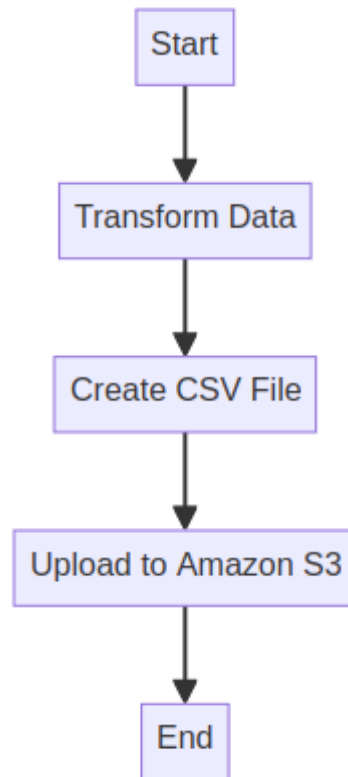 Start
Transform Data
Create CSV File
Upload to Amazon S3
End